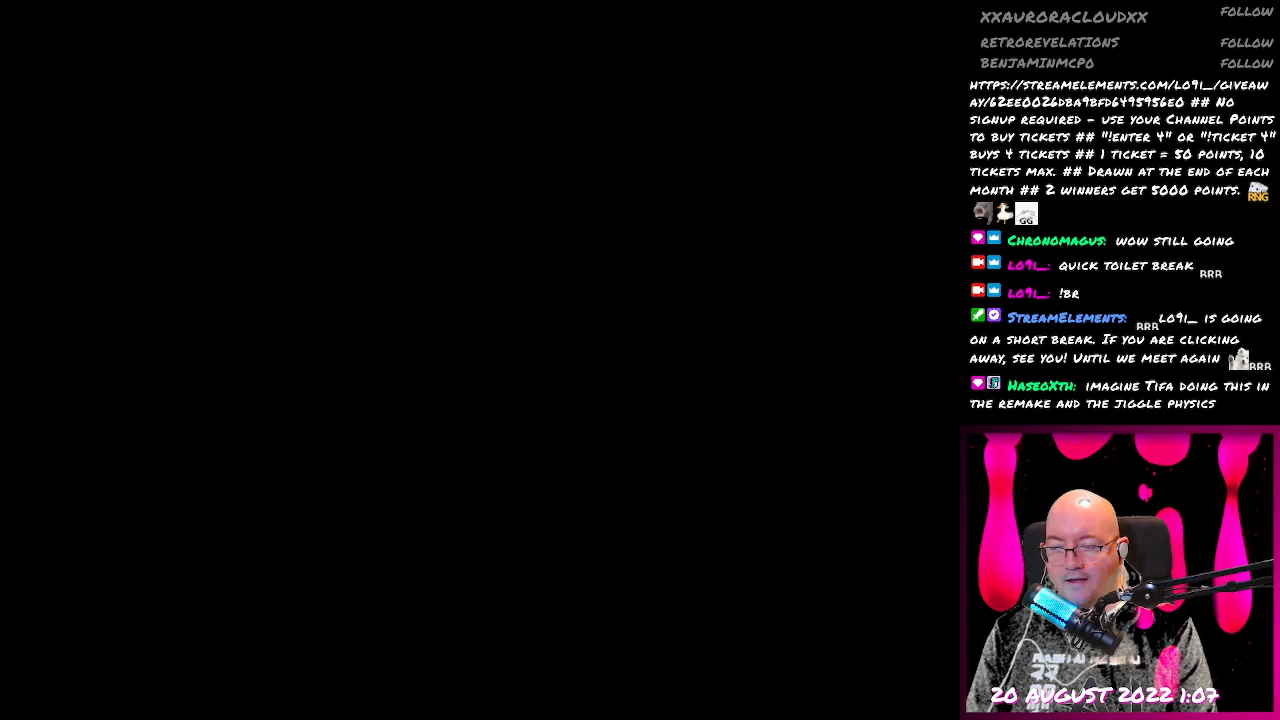 XXAURORACLOUDXX FOLLOW
RETROREVELATIONS FOLLOW
BENJAMINMCPO FOLLOW
HTTPS://STREAMELEMENTS.COM/LO9I_/GIVEAW
AY/62EE0026DBA9BFD6495956E0 ## NO
SIGNUP REQUIRED - USE YOUR CHANNEL POINTS
TO BUY TICKETS ## "!ENTER 4" OR "!TICKET 4"
BUYS 4 TICKETS ## 1 TICKET = 50 POINTS, 10
TICKETS MAX. ## DRAWN AT THE END OF EACH
MONTH ## 2 WINNERS GET 5000 POINTS. RNG
GG
CHRONOMAGUS: WOW STILL GOING
LO9I_: QUICK TOILET BREAK BRB
LO9I_: !BR
STREAMELEMENTS: BRB LO9I_ IS GOING
ON A SHORT BREAK. IF YOU ARE CLICKING
AWAY, SEE YOU! UNTIL WE MEET AGAIN BRB
HASEOXTH: IMAGINE TIFA DOING THIS IN
THE REMAKE AND THE JIGGLE PHYSICS
20 AUGUST 2022 1:07